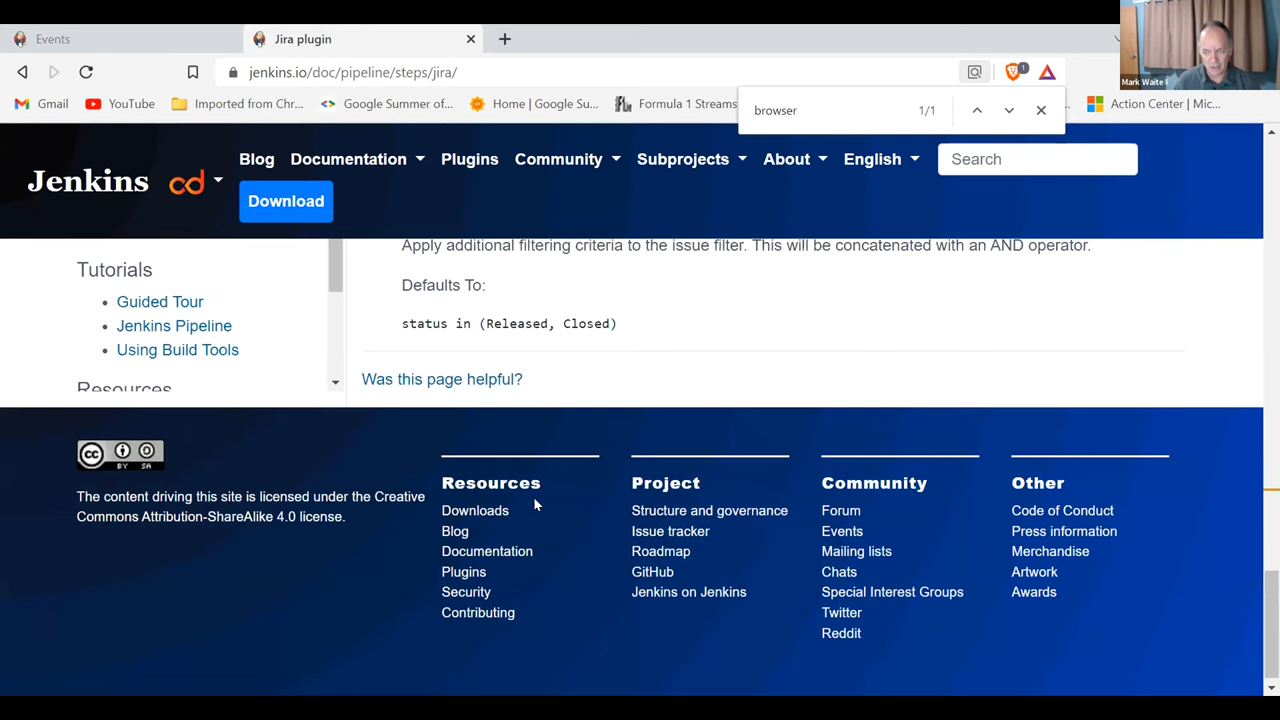 Events
Jira plugin
Mark Waite
jenkins.io/doc/pipeline/steps/jira/
1
Gmail
YouTube
Imported from Chr...
Google Summer of...
Home | Google Su...
Formula 1 Streams
Action Center | Mic...
browser
1/1
Jenkins
cd
Blog
Documentation
Plugins
Community
Subprojects
About
English
Search
Download
Tutorials
Guided Tour
Jenkins Pipeline
Using Build Tools
Resources
Apply additional filtering criteria to the issue filter. This will be concatenated with an AND operator.
Defaults To:
status in (Released, Closed)
Was this page helpful?
cc
BY SA
The content driving this site is licensed under the Creative
Commons Attribution-ShareAlike 4.0 license.
Resources
Downloads
Blog
Documentation
Plugins
Security
Contributing
Project
Structure and governance
Issue tracker
Roadmap
GitHub
Jenkins on Jenkins
Community
Forum
Events
Mailing lists
Chats
Special Interest Groups
Twitter
Reddit
Other
Code of Conduct
Press information
Merchandise
Artwork
Awards